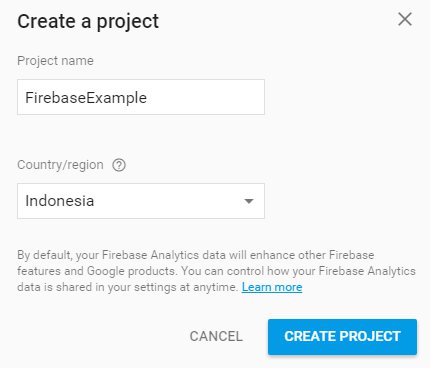 Create a project
Project name
FirebaseExample
Country/region
Indonesia
By default, your Firebase Analytics data will enhance other Firebase
features and Google products. You can control how your Firebase Analytics
data is shared in your settings at anytime. Learn more
CANCEL
CREATE PROJECT